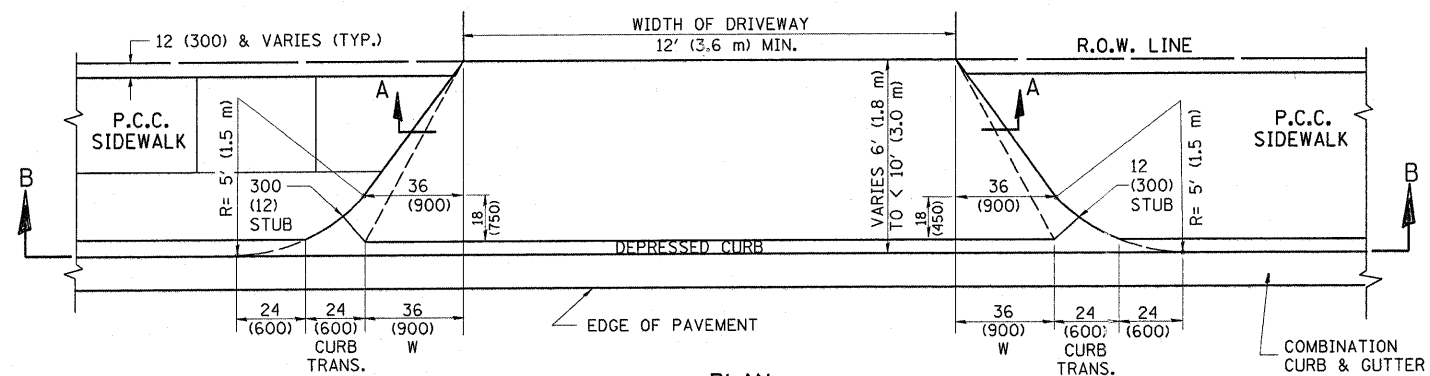 WIDTH OF DRIVEWAY
12' (3.6 m) MIN.
12 (300) & VARIES (TYP.)
R.O.W. LINE
A
A
P.C.C.
SIDEWALK
P.C.C.
SIDEWALK
R= 5' (1.5 m)
VARIES 6' (1.8 m)
TO < 10' (3.0 m)
R= 5' (1.5 m)
B
B
300
(12)
STUB
36
(900)
18
(750)
36
(900)
18
(450)
12
(300)
STUB
DEPRESSED CURB
24
(600)
24
(600)
CURB
TRANS.
36
(900)
W
EDGE OF PAVEMENT
36
(900)
W
24
(600)
CURB
TRANS.
24
(600)
COMBINATION
CURB & GUTTER